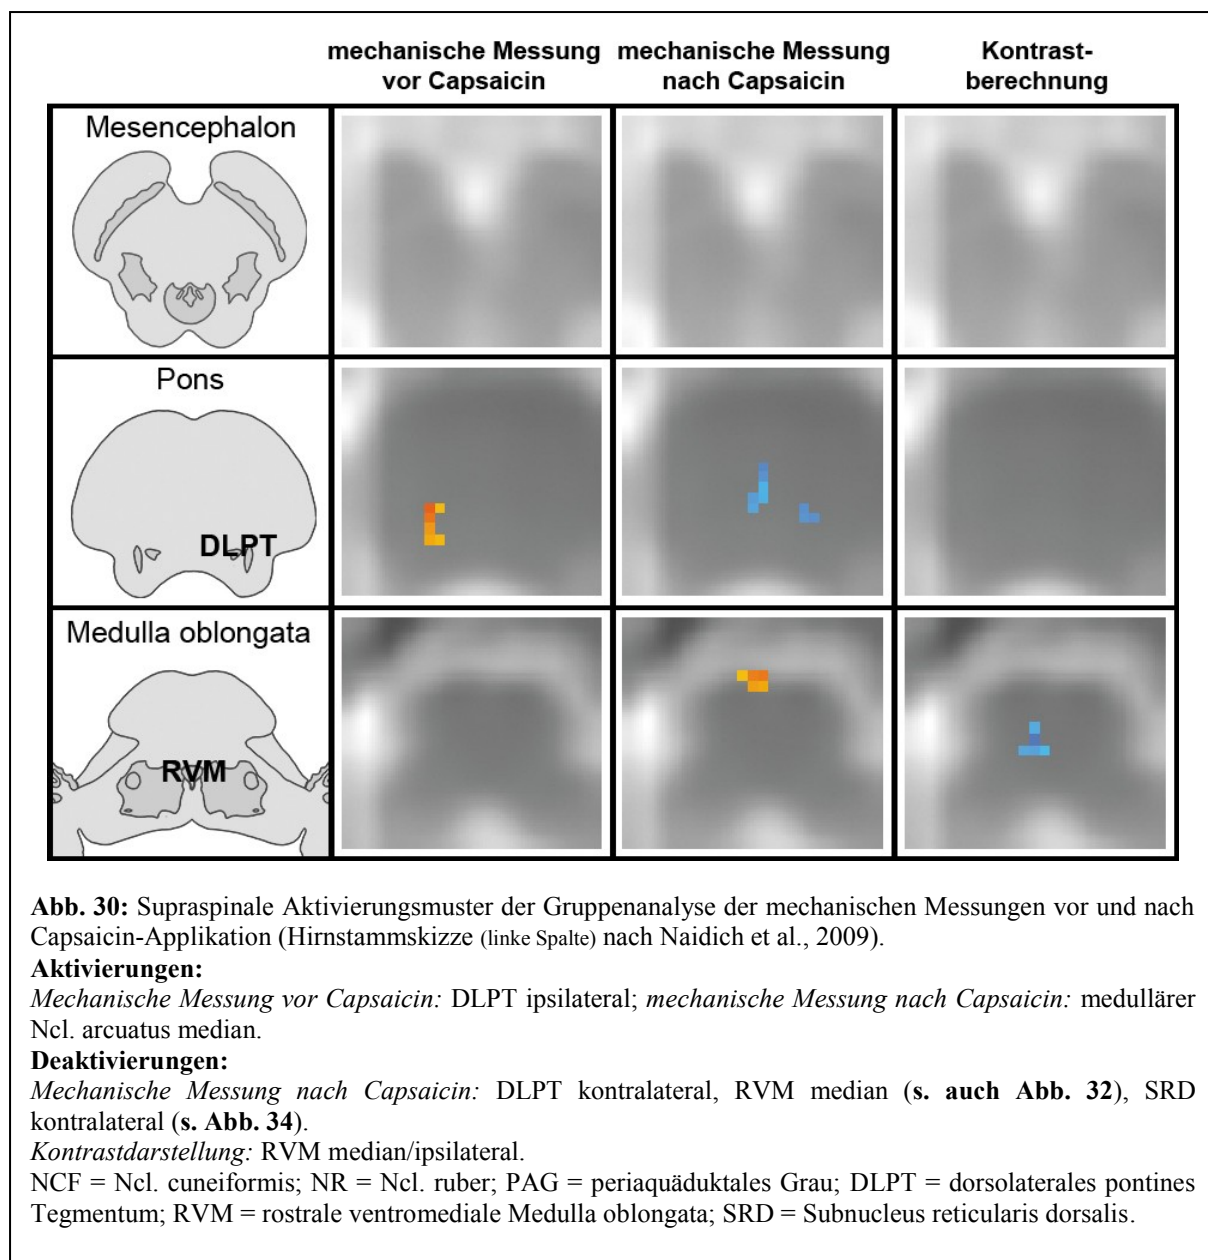 mechanische Messung vor Capsaicin
mechanische Messung nach Capsaicin
Kontrast-
berechnung
Mesencephalon
Pons
DLPT
Medulla oblongata
RVM
Abb. 30: Supraspinale Aktivierungsmuster der Gruppenanalyse der mechanischen Messungen vor und nach
Capsaicin-Applikation (Hirnstammskizze (linke Spalte) nach Naidich et al., 2009).
Aktivierungen:
Mechanische Messung vor Capsaicin: DLPT ipsilateral; mechanische Messung nach Capsaicin: medullärer
Ncl. arcuatus median.
Deaktivierungen:
Mechanische Messung nach Capsaicin: DLPT kontralateral, RVM median (s. auch Abb. 32), SRD
kontralateral (s. Abb. 34).
Kontrastdarstellung: RVM median/ipsilateral.
NCF = Ncl. cuneiformis; NR = Ncl. ruber; PAG = periaquäduktales Grau; DLPT = dorsolaterales pontines
Tegmentum; RVM = rostrale ventromediale Medulla oblongata; SRD = Subnucleus reticularis dorsalis.